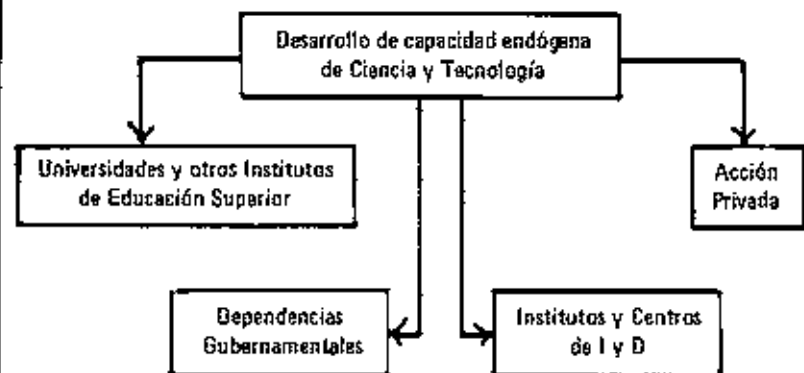 Desarrollo de capacidad endógena
de Ciencia y Tecnología
Universidades y otros Institutos
de Educación Superior
Acción
Privada
Dependencias
Gubernamentales
Institutos y Centros
de I y D